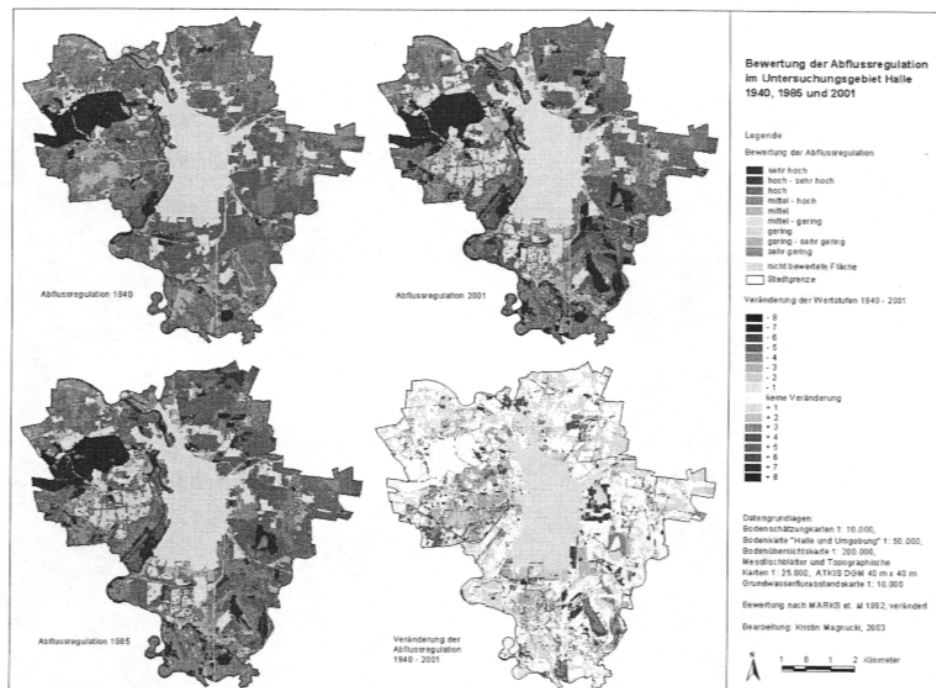 Bewertung der Abflussregulation
im Untersuchungsgebiet Halle
1940, 1985 und 2001
Legende
Bewertung der Abflussregulation
sehr hoch
hoch - sehr hoch
hoch
mittel - hoch
mittel
mittel - gering
gering
gering - sehr gering
sehr gering
nicht bewertete Fläche
Stadtgrenze
Veränderung der Wertstufen 1940 - 2001
- 8
- 7
- 6
- 5
- 4
- 3
- 2
- 1
keine Veränderung
+ 1
+ 2
+ 3
+ 4
+ 5
+ 6
+ 7
+ 8
Datengrundlagen:
Bodenschätzungkarten 1: 10.000,
Bodenkarte "Halle und Umgebung" 1: 50.000,
Bodenübersichtskarte 1: 200.000,
Messtischblätter und Topographische
Karten 1: 25.000, ATKIS DGM 40 m x 40 m
Grundwasserflurabstandskarte 1: 10.000
Bewertung nach MARKS et. al 1992, verändert
Bearbeitung: Kristin Magnucki, 2003
N
1 0 1 2 Kilometer
Abflussregulation 1940
Abflussregulation 2001
Abflussregulation 1985
Veränderung der
Abflussregulation
1940 - 2001